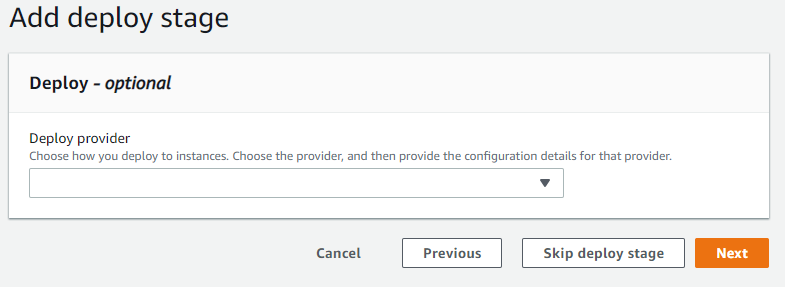 Add deploy stage
Deploy - optional
Deploy provider
Choose how you deploy to instances. Choose the provider, and then provide the configuration details for that provider.
Cancel
Previous
Skip deploy stage
Next